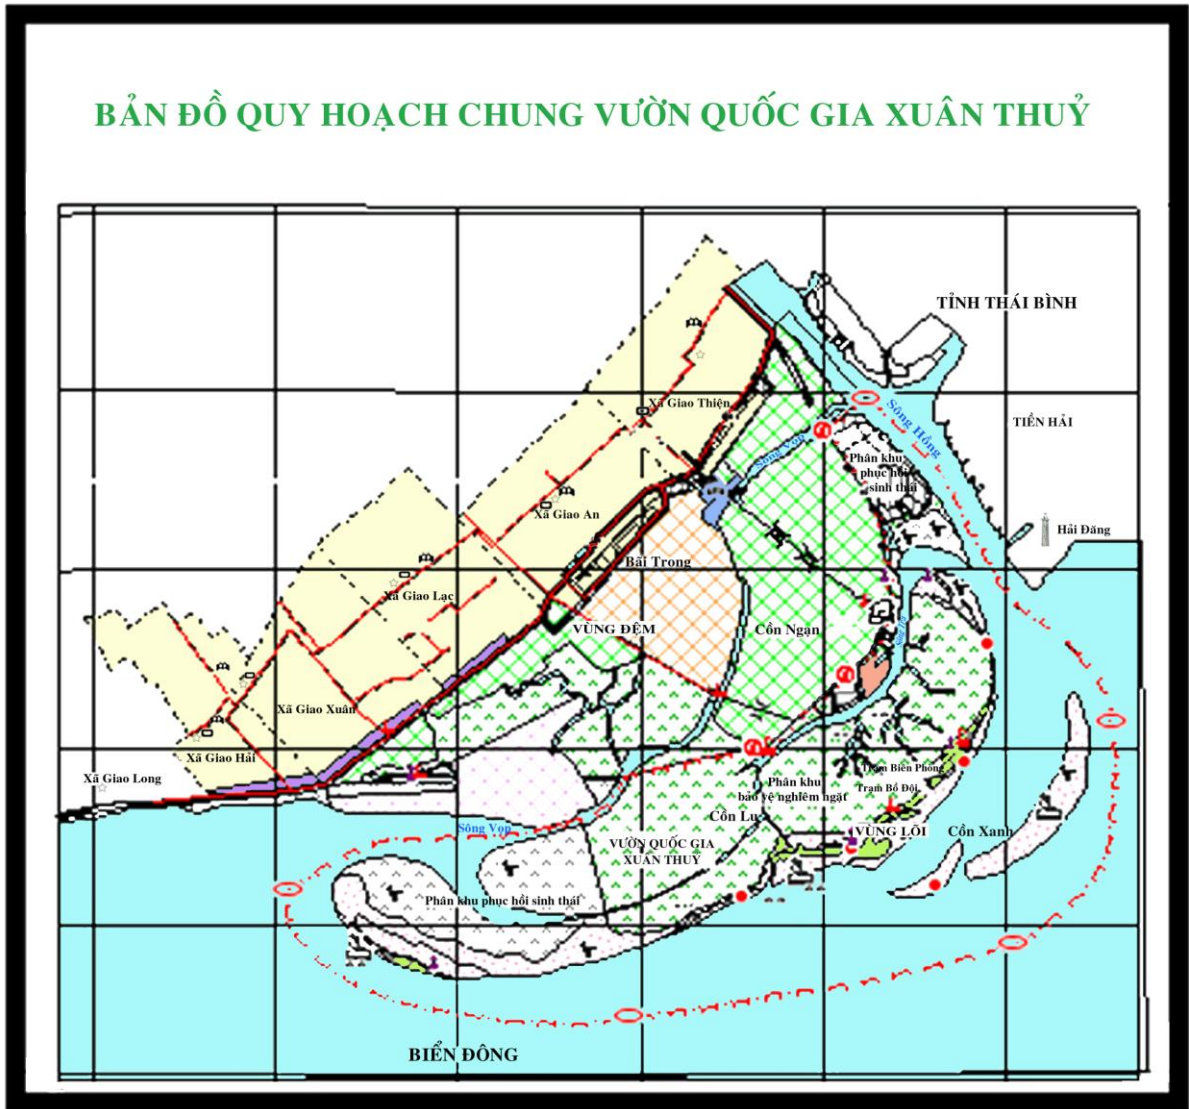 BẢN ĐỒ QUY HOẠCH CHUNG VƯỜN QUỐC GIA XUÂN THUỶ
TỈNH THÁI BÌNH
Xã Giao Thiện
Sông Hồng
TIỀN HẢI
Sông Vọp
Phân khu
phục hồi
sinh thái
Xã Giao An
Hải Đăng
Bãi Trong
Xã Giao Lạc
VÙNG ĐỆM
Cồn Ngạn
Xã Giao Xuân
Xã Giao Hải
Xã Giao Long
Trạm Biên Phòng
Phân khu
bảo vệ nghiêm ngặt
Trạm Bộ Đội
Cồn Lu
Sông Vọp
VÙNG LÕI
Cồn Xanh
VƯỜN QUỐC GIA
XUÂN THUỶ
Phân khu phục hồi sinh thái
BIỂN ĐÔNG